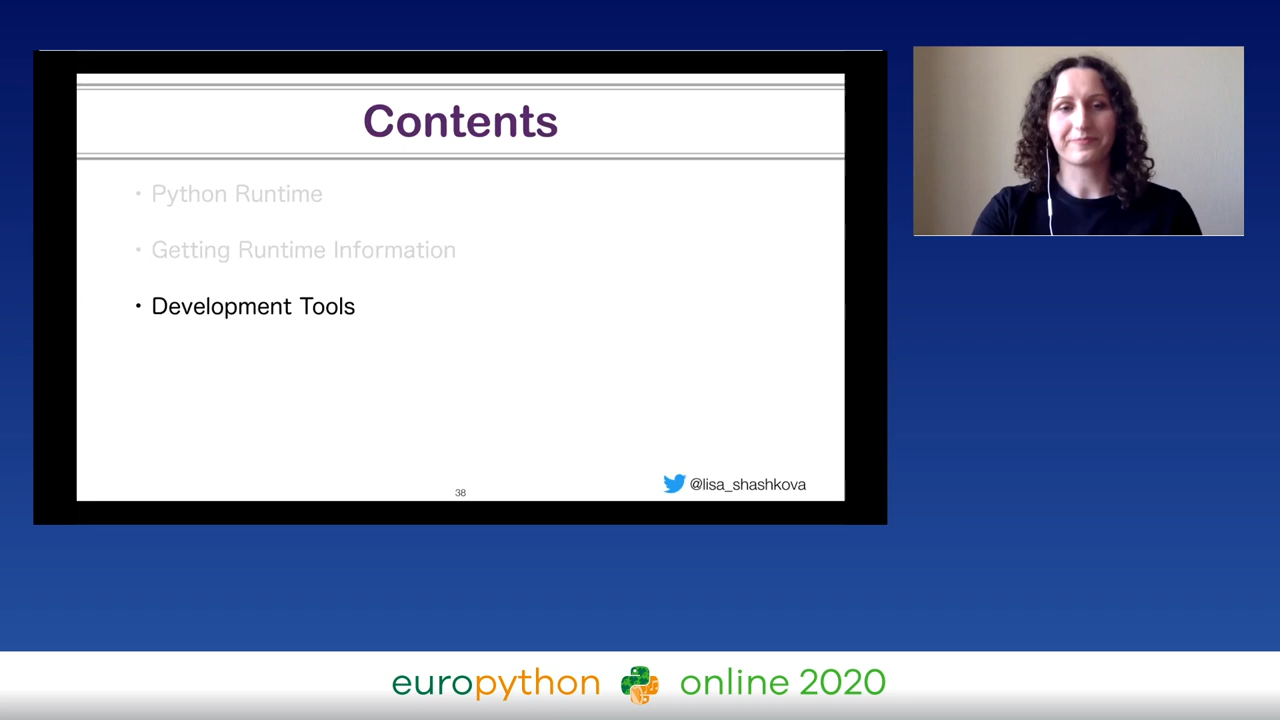 Contents
• Python Runtime
• Getting Runtime Information
• Development Tools
38
@lisa_shashkova
europython online 2020